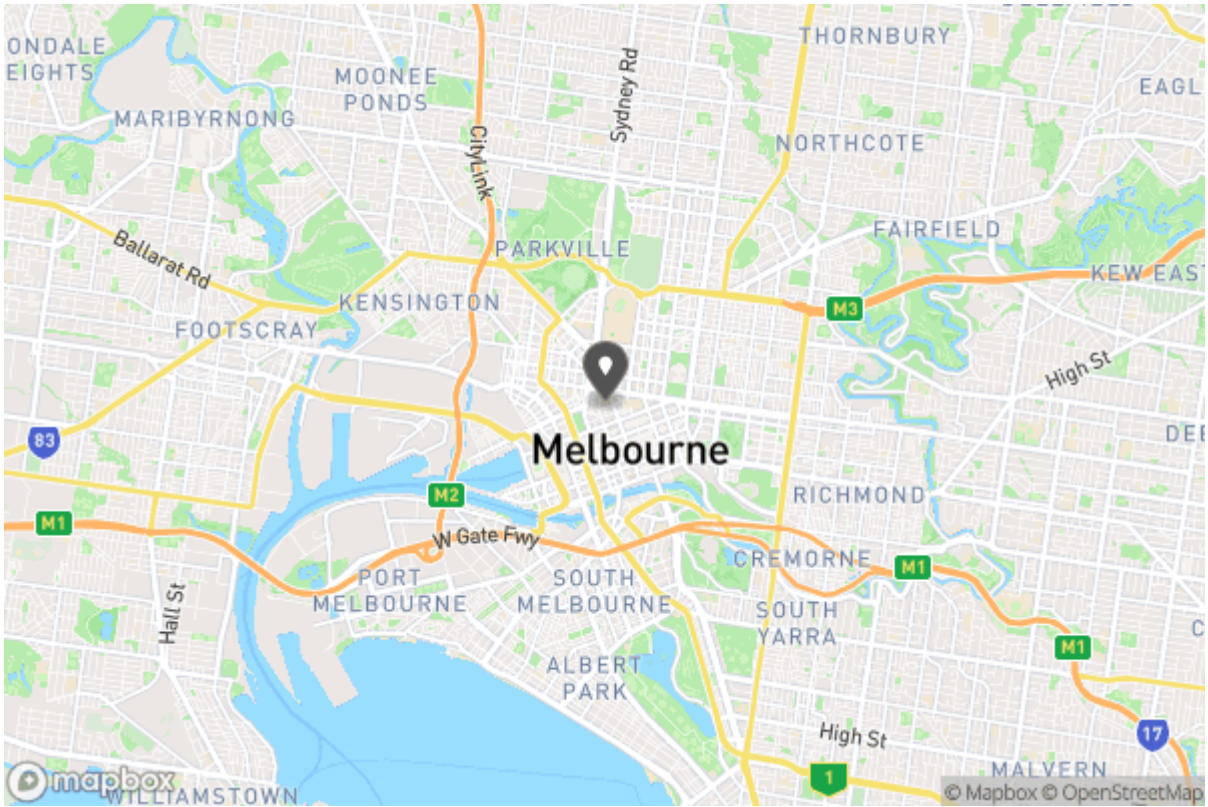 THORNBURY
ONDALE
EIGHTS
MOONEE
PONDS
Sydney Rd
EAGL
MARIBYRNONG
CityLink
NORTHCOTE
FAIRFIELD
PARKVILLE
Ballarat Rd
KEW EAST
KENSINGTON
M3
FOOTSCRAY
High St
83
Melbourne
DEE
M2
RICHMOND
M1
W Gate Fwy
CREMORNE
M1
PORT
MELBOURNE
SOUTH
MELBOURNE
Hall St
SOUTH
YARRA
C
M1
ALBERT
PARK
High St
17
MALVERN
1
mapbox
WILLIAMSTOWN
© Mapbox © OpenStreetMap